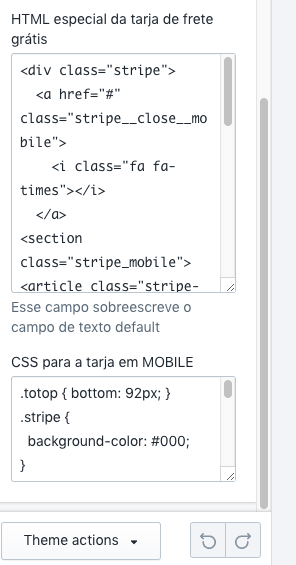 HTML especial da tarja de frete
grátis
<div class="stripe">
<a href="#"
class="stripe__close__mo
bile">
<i class="fa fa-
times"></i>
</a>
<section
class="stripe_mobile">
<article class="stripe-
Esse campo sobreescreve o
campo de texto default
CSS para a tarja em MOBILE
.totop { bottom: 92px; }
.stripe {
background-color: #000;
}
Theme actions